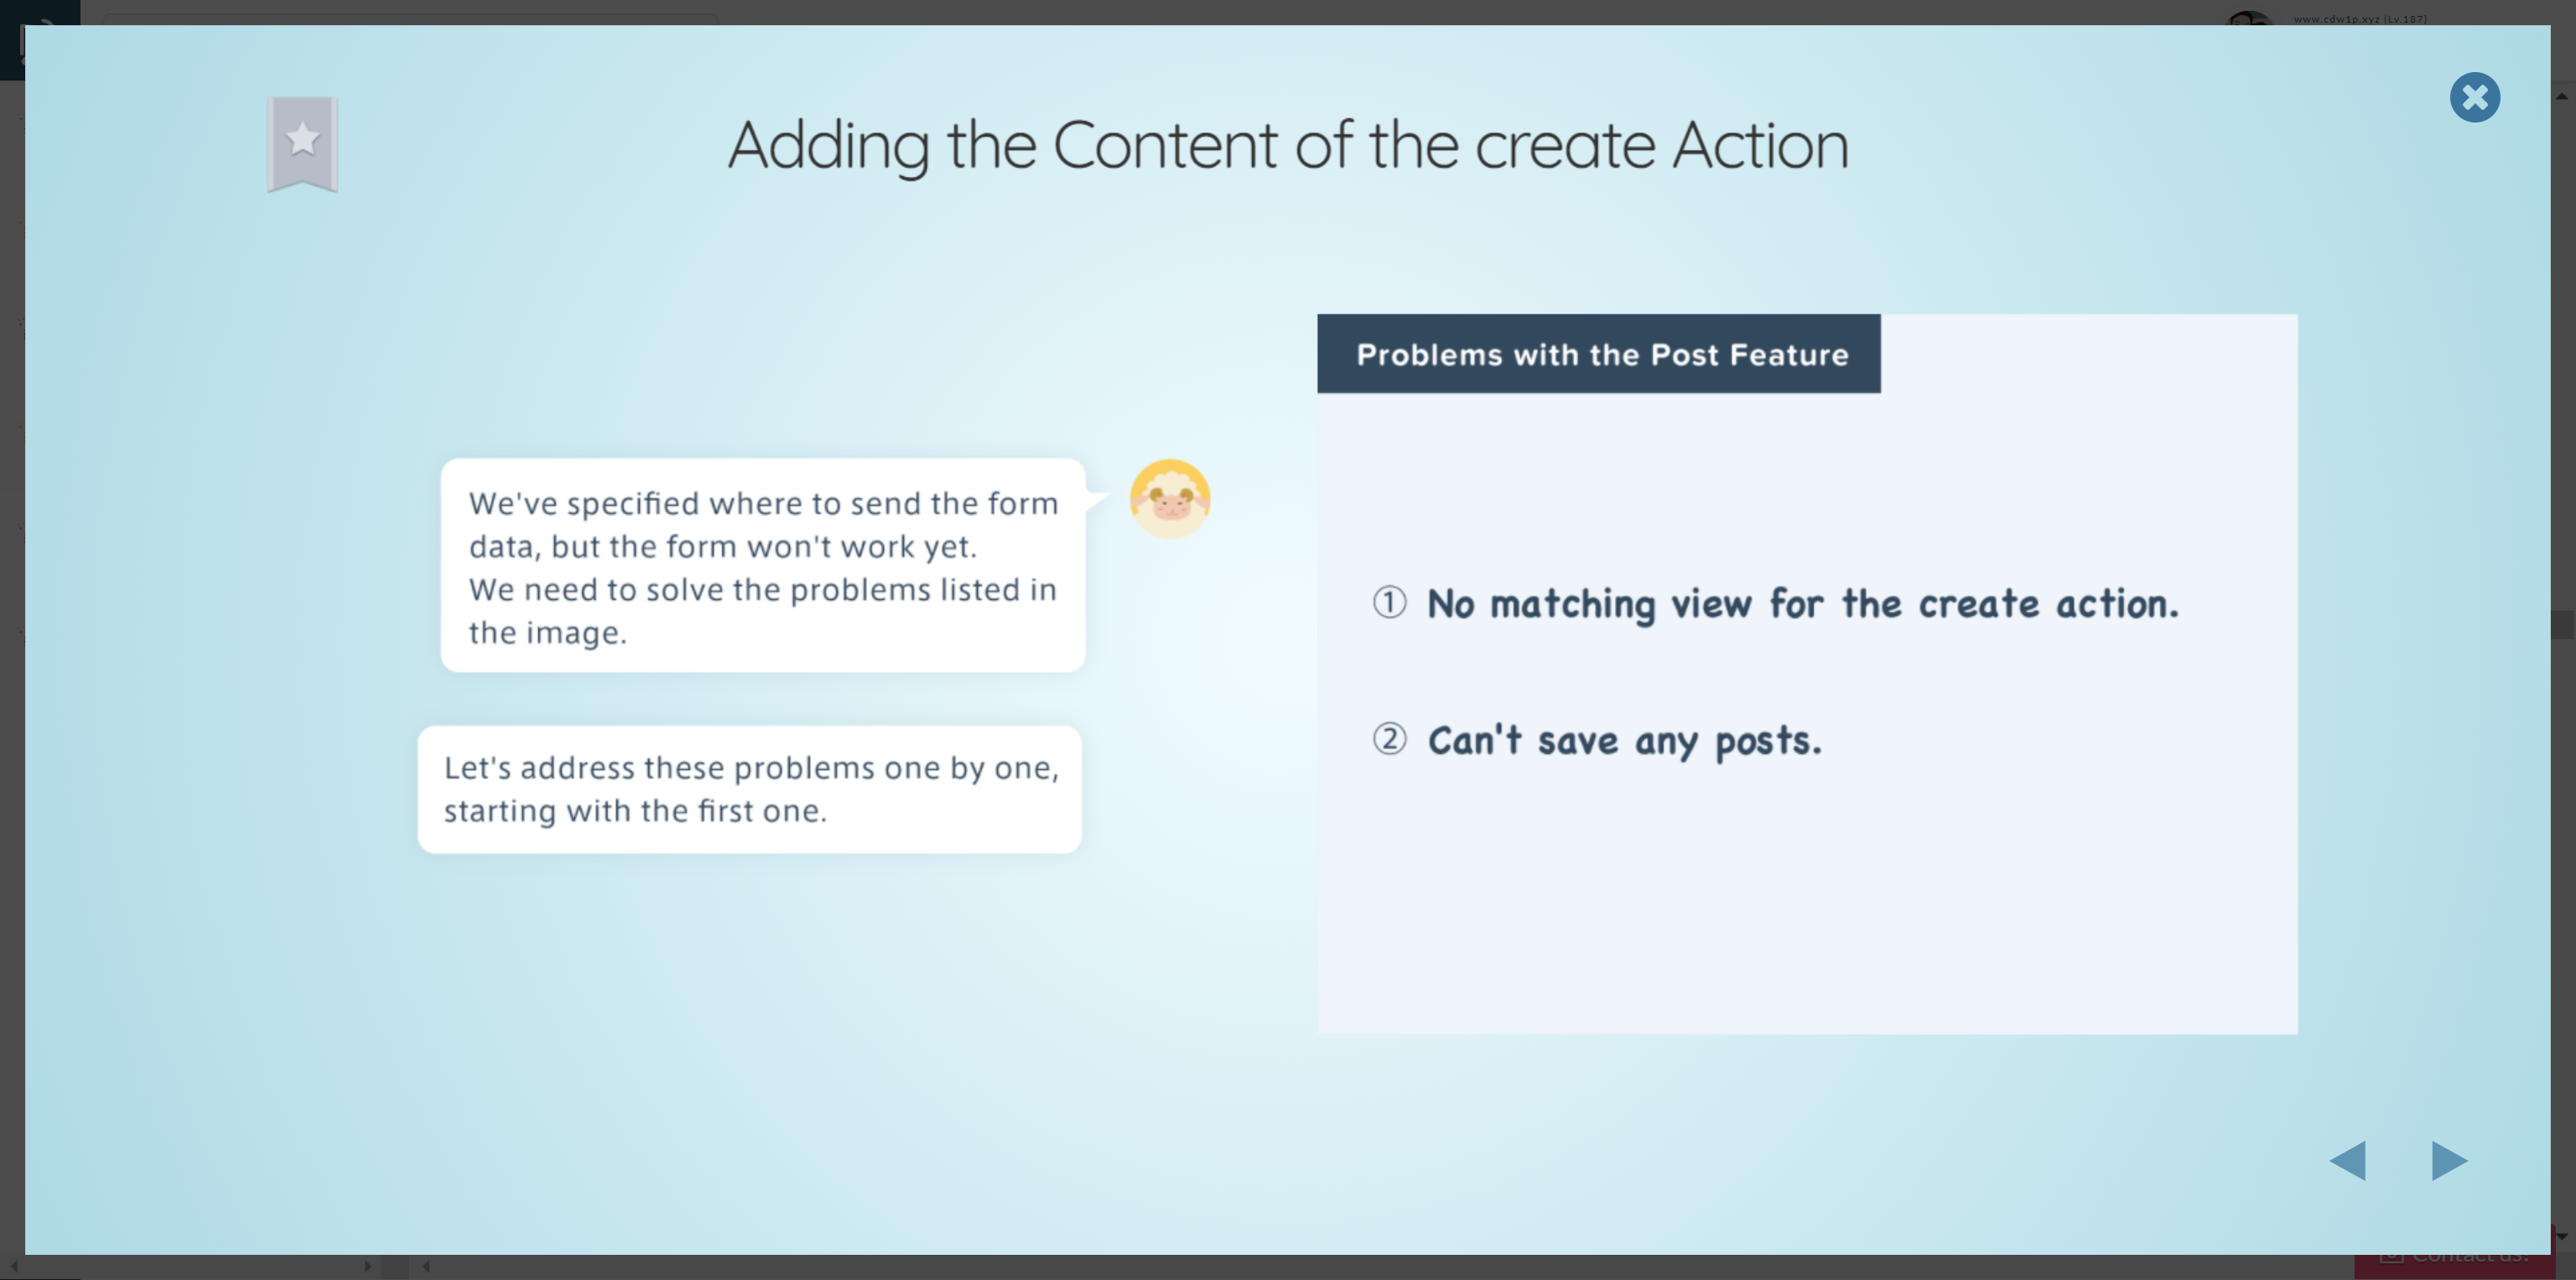 www.cdw1p.xyz (Lv.187)
Adding the Content of the create Action
We've specified where to send the form
data, but the form won't work yet.
We need to solve the problems listed in
the image.
Let's address these problems one by one,
starting with the first one.
Problems with the Post Feature
① No matching view for the create action.
② Can't save any posts.
Contact us!